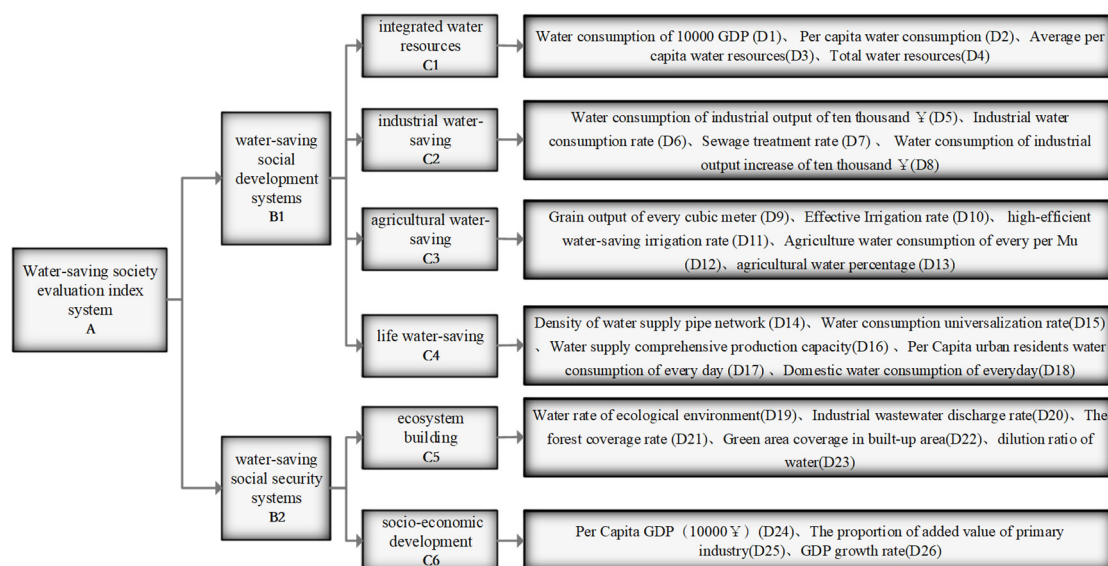 Water-saving society
evaluation index
system
A
water-saving
social
development
systems
B1
water-saving
social security
systems
B2
integrated water
resources
C1
Water consumption of 10000 GDP (D1)、 Per capita water consumption (D2)、 Average per
capita water resources(D3)、Total water resources(D4)
industrial water-
saving
C2
Water consumption of industrial output of ten thousand ¥(D5)、Industrial water
consumption rate (D6)、Sewage treatment rate (D7) 、 Water consumption of industrial
output increase of ten thousand ¥(D8)
agricultural water-
saving
C3
Grain output of every cubic meter (D9)、Effective Irrigation rate (D10)、 high-efficient
water-saving irrigation rate (D11)、Agriculture water consumption of every per Mu
(D12)、agricultural water percentage (D13)
life water-saving
C4
Density of water supply pipe network (D14)、Water consumption universalization rate(D15)
、Water supply comprehensive production capacity(D16) 、Per Capita urban residents water
consumption of every day (D17) 、Domestic water consumption of everyday(D18)
ecosystem
building
C5
Water rate of ecological environment(D19)、Industrial wastewater discharge rate(D20)、The
forest coverage rate (D21)、Green area coverage in built-up area(D22)、dilution ratio of
water(D23)
socio-economic
development
C6
Per Capita GDP（10000¥）(D24)、The proportion of added value of primary
industry(D25)、GDP growth rate(D26)